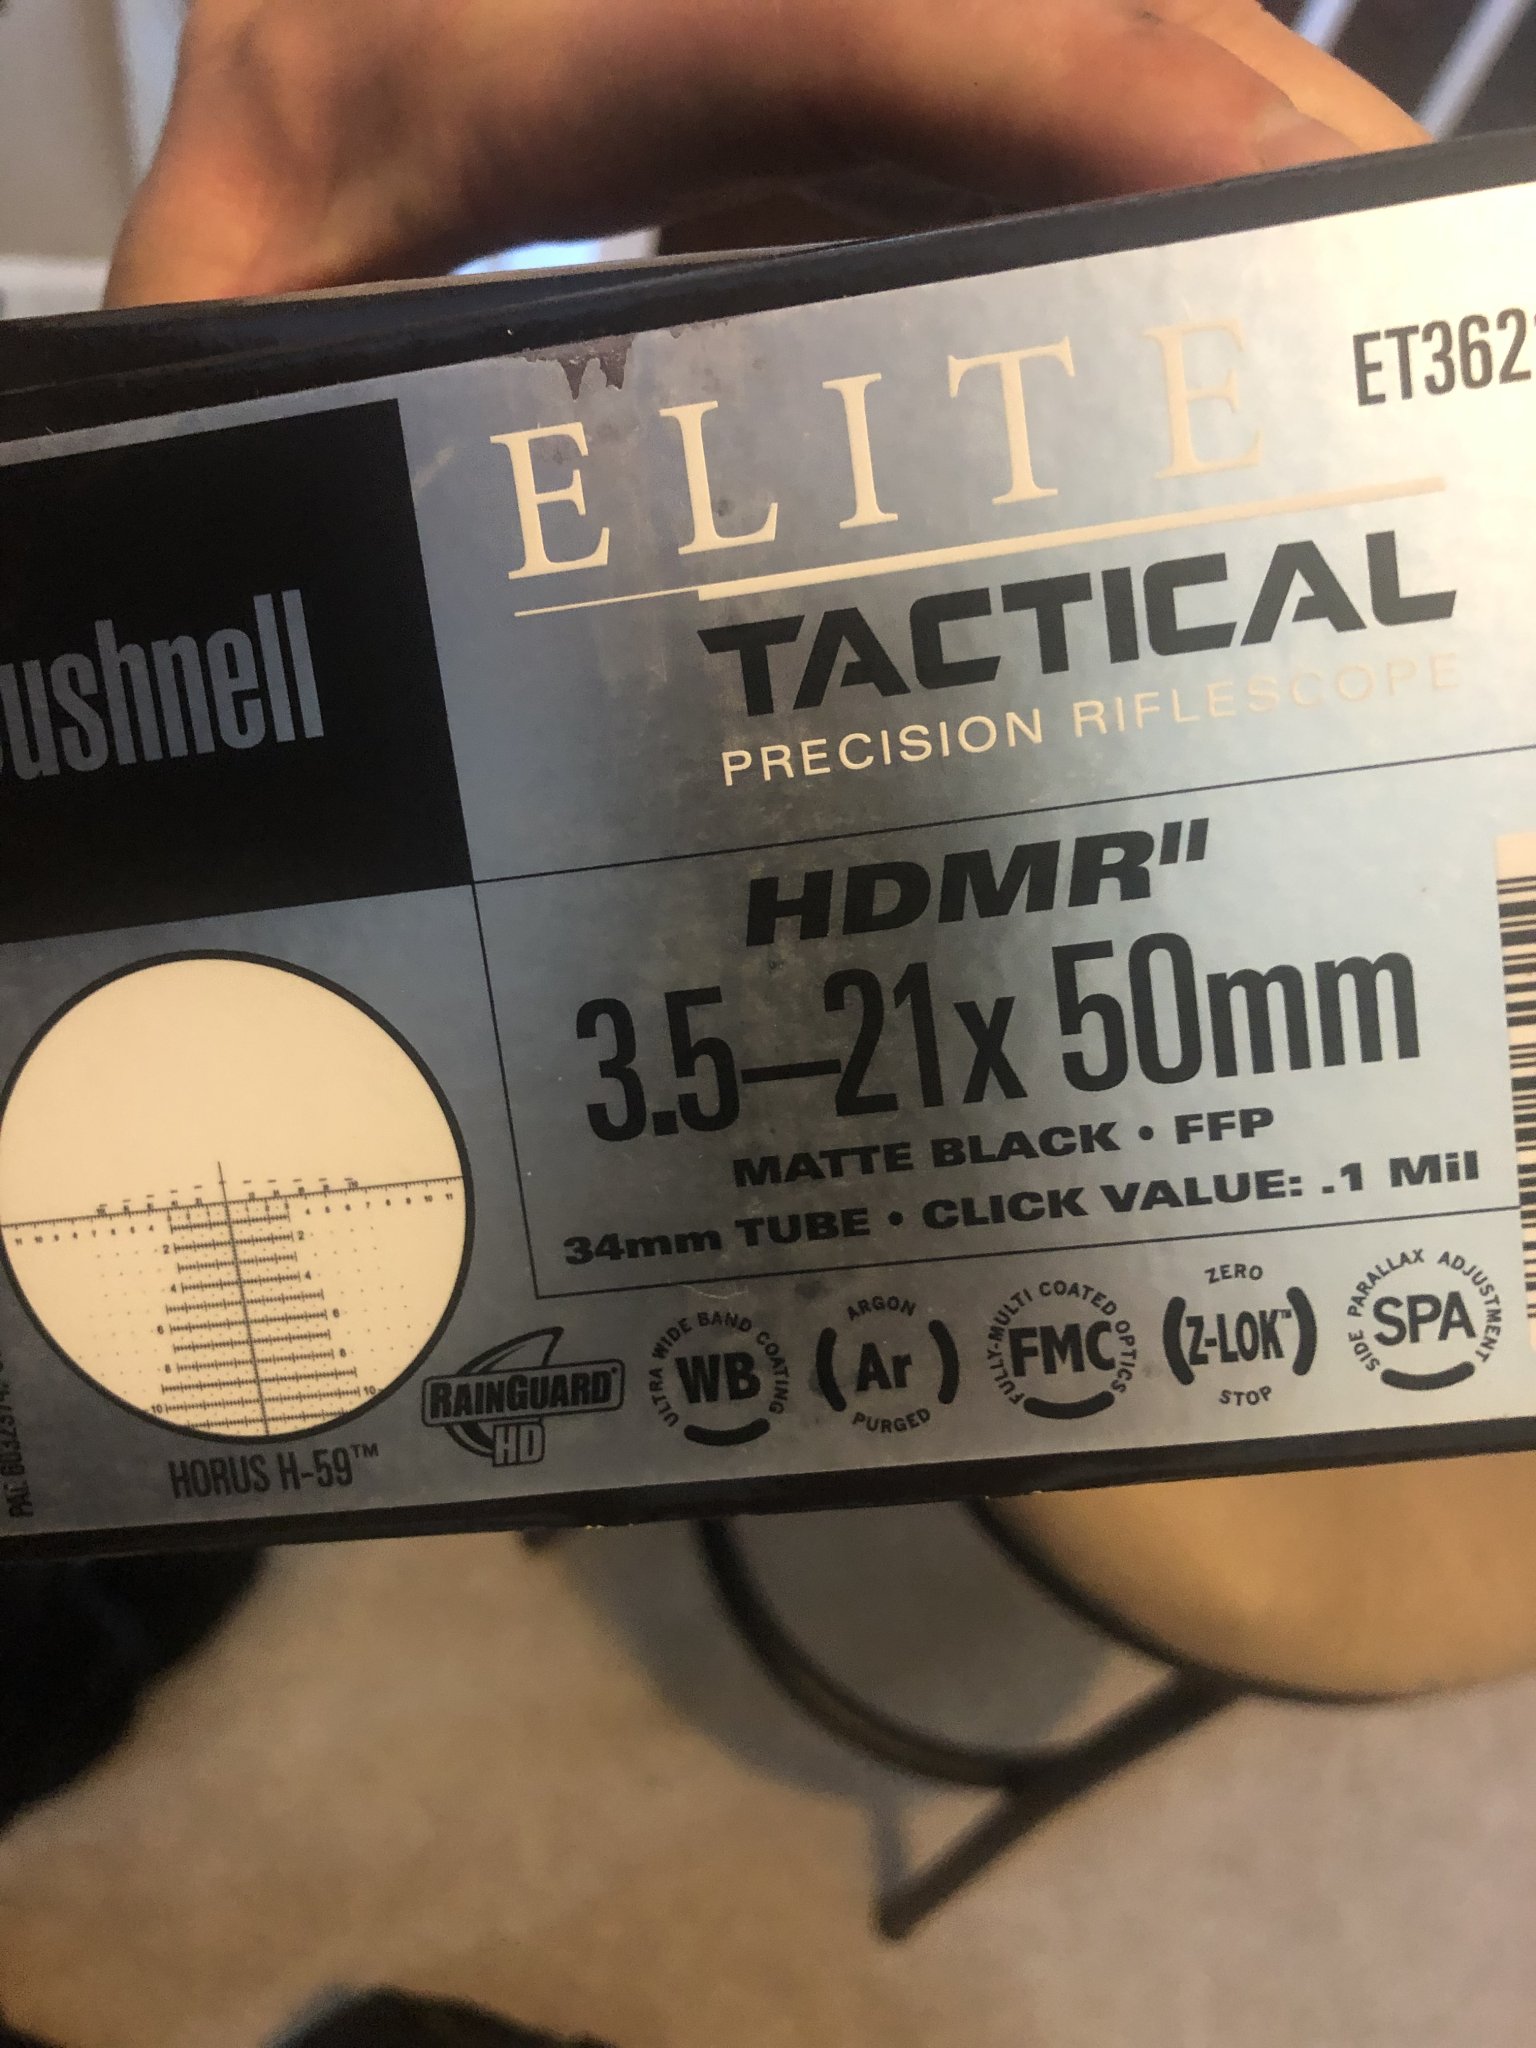 ushnell
ELITE
ET362
TACTICAL
PRECISION RIFLESCOPE
HDMR"
3.5–21x 50mm
MATTE BLACK • FFP
34mm TUBE • CLICK VALUE: .1 Mil
HORUS H-59™
RAINGUARD®
HD
ULTRA WIDE BAND COATING
WB
ARGON
Ar
PURGED
FULLY-MULTI COATED OPTICS
FMC
ZERO
Z-LOK™
STOP
SIDE PARALLAX ADJUSTMENT
SPA